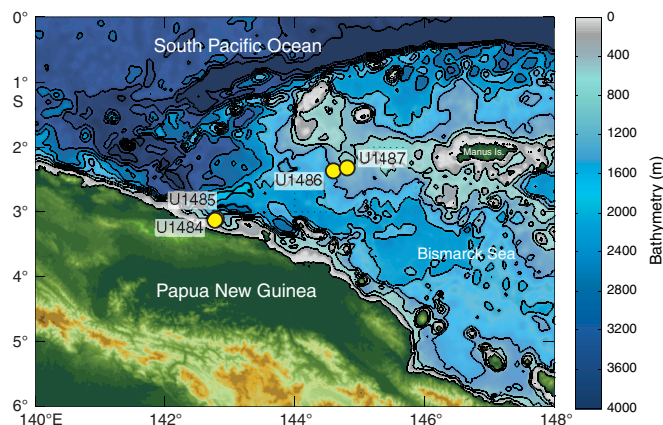 0°
1°
S
2°
3°
4°
5°
6°
140°E
142°
144°
146°
148°
South Pacific Ocean
Manus Is.
U1487
U1486
U1485
U1484
Bismarck Sea
Papua New Guinea
0
400
800
1200
1600
2000
2400
2800
3200
3600
4000
Bathymetry (m)